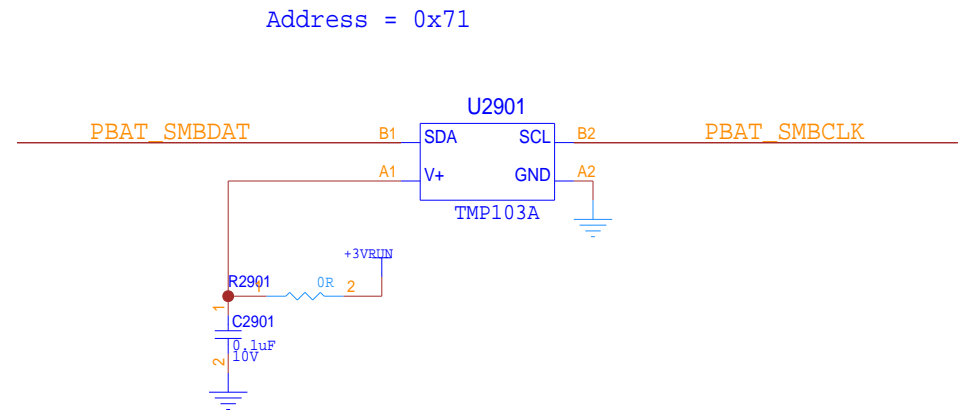 Address = 0x71
U2901
PBAT_SMBDAT B1 SDA SCL B2 PBAT_SMBCLK
A1 V+ GND A2
TMP103A
+3VRUN
R2901 1 0R 2
1
C2901
0.1uF
10V
2